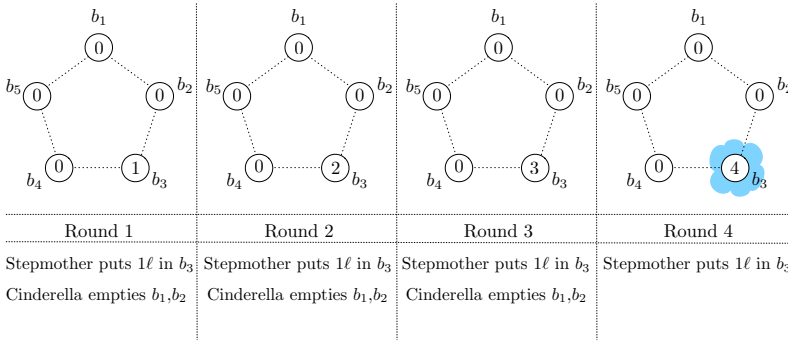 b₁ b₁ b₁ b₁
0 0 0 0
b₅ 0 0 b₂ b₅ 0 0 b₂ b₅ 0 0 b₂ b₅ 0 0 b₂
0 1 0 2 0 3 0 4
b₄ b₃ b₄ b₃ b₄ b₃ b₄ b₃
Round 1 Round 2 Round 3 Round 4
Stepmother puts 1ℓ in b₃ Stepmother puts 1ℓ in b₃ Stepmother puts 1ℓ in b₃ Stepmother puts 1ℓ in b₃
Cinderella empties b₁,b₂ Cinderella empties b₁,b₂ Cinderella empties b₁,b₂